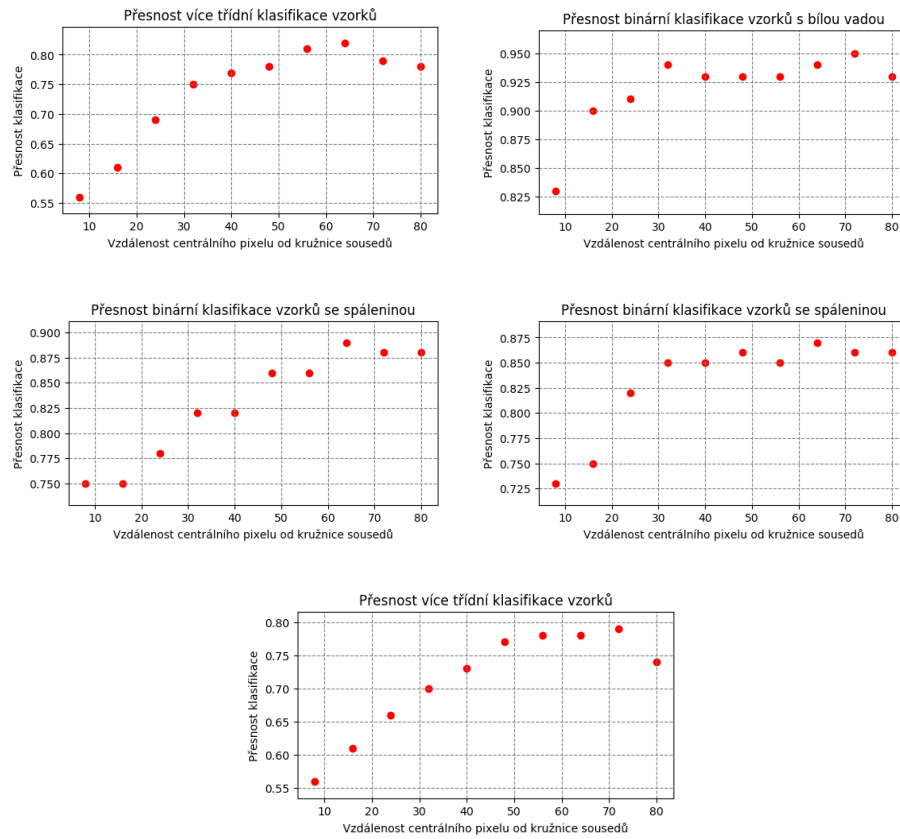 Přesnost více třídní klasifikace vzorků
Přesnost klasifikace
0.80
0.75
0.70
0.65
0.60
0.55
10 20 30 40 50 60 70 80
Vzdálenost centrálního pixelu od kružnice sousedů
Přesnost binární klasifikace vzorků s bílou vadou
Přesnost klasifikace
0.950
0.925
0.900
0.875
0.850
0.825
10 20 30 40 50 60 70 80
Vzdálenost centrálního pixelu od kružnice sousedů
Přesnost binární klasifikace vzorků se spáleninou
Přesnost klasifikace
0.900
0.875
0.850
0.825
0.800
0.775
0.750
10 20 30 40 50 60 70 80
Vzdálenost centrálního pixelu od kružnice sousedů
Přesnost binární klasifikace vzorků se spáleninou
Přesnost klasifikace
0.875
0.850
0.825
0.800
0.775
0.750
0.725
10 20 30 40 50 60 70 80
Vzdálenost centrálního pixelu od kružnice sousedů
Přesnost více třídní klasifikace vzorků
Přesnost klasifikace
0.80
0.75
0.70
0.65
0.60
0.55
10 20 30 40 50 60 70 80
Vzdálenost centrálního pixelu od kružnice sousedů